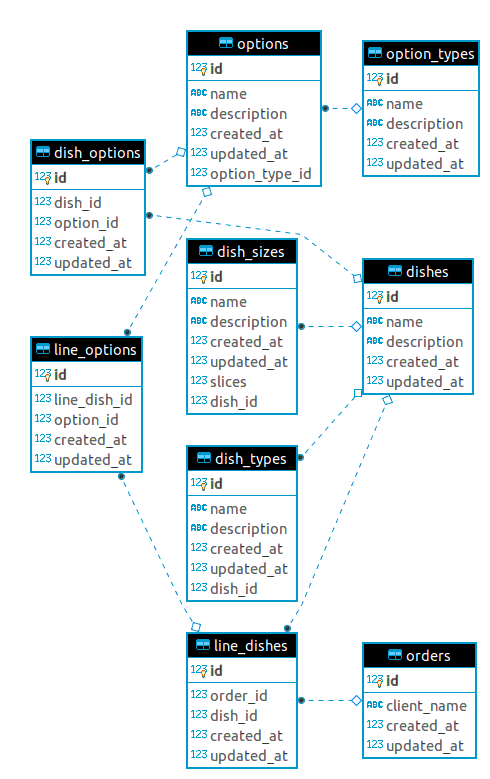 options
123 id
ABC name
ABC description
123 created_at
123 updated_at
123 option_type_id
option_types
123 id
ABC name
ABC description
123 created_at
123 updated_at
dish_options
123 id
123 dish_id
123 option_id
123 created_at
123 updated_at
dish_sizes
123 id
ABC name
ABC description
123 created_at
123 updated_at
123 slices
123 dish_id
dishes
123 id
ABC name
ABC description
123 created_at
123 updated_at
line_options
123 id
123 line_dish_id
123 option_id
123 created_at
123 updated_at
dish_types
123 id
ABC name
ABC description
123 created_at
123 updated_at
123 dish_id
line_dishes
123 id
123 order_id
123 dish_id
123 created_at
123 updated_at
orders
123 id
ABC client_name
123 created_at
123 updated_at